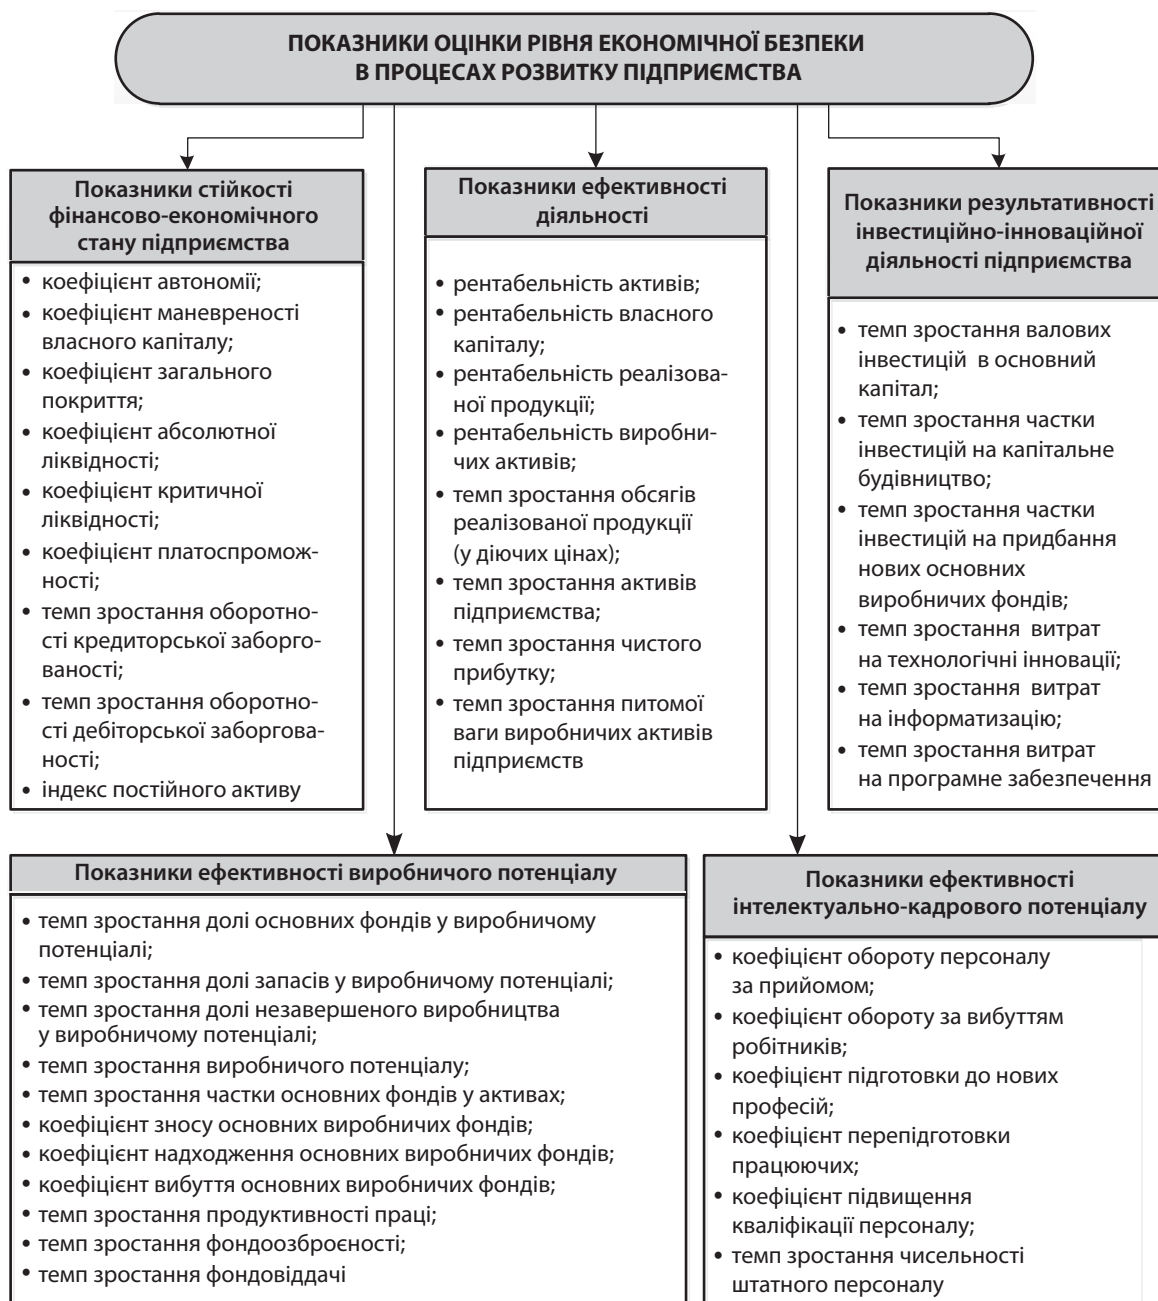 ПОКАЗНИКИ ОЦІНКИ РІВНЯ ЕКОНОМІЧНОЇ БЕЗПЕКИ
В ПРОЦЕСАХ РОЗВИТКУ ПІДПРИЄМСТВА
Показники стійкості
фінансово-економічного
стану підприємства
• коефіцієнт автономії;
• коефіцієнт маневреності
власного капіталу;
• коефіцієнт загального
покриття;
• коефіцієнт абсолютної
ліквідності;
• коефіцієнт критичної
ліквідності;
• коефіцієнт платоспромож-
ності;
• темп зростання оборотно-
сті кредиторської заборго-
ваності;
• темп зростання оборотно-
сті дебіторської заборгова-
ності;
• індекс постійного активу
Показники ефективності
діяльності
• рентабельність активів;
• рентабельність власного
капіталу;
• рентабельність реалізова-
ної продукції;
• рентабельність виробни-
чих активів;
• темп зростання обсягів
реалізованої продукції
(у діючих цінах);
• темп зростання активів
підприємства;
• темп зростання чистого
прибутку;
• темп зростання питомої
ваги виробничих активів
підприємств
Показники результативності
інвестиційно-інноваційної
діяльності підприємства
• темп зростання валових
інвестицій в основний
капітал;
• темп зростання частки
інвестицій на капітальне
будівництво;
• темп зростання частки
інвестицій на придбання
нових основних
виробничих фондів;
• темп зростання витрат
на технологічні інновації;
• темп зростання витрат
на інформатизацію;
• темп зростання витрат
на програмне забезпечення
Показники ефективності виробничого потенціалу
• темп зростання долі основних фондів у виробничому
потенціалі;
• темп зростання долі запасів у виробничому потенціалі;
• темп зростання долі незавершеного виробництва
у виробничому потенціалі;
• темп зростання виробничого потенціалу;
• темп зростання частки основних фондів у активах;
• коефіцієнт зносу основних виробничих фондів;
• коефіцієнт надходження основних виробничих фондів;
• коефіцієнт вибуття основних виробничих фондів;
• темп зростання продуктивності праці;
• темп зростання фондоозброєності;
• темп зростання фондовіддачі
Показники ефективності
інтелектуально-кадрового потенціалу
• коефіцієнт обороту персоналу
за прийомом;
• коефіцієнт обороту за вибуттям
робітників;
• коефіцієнт підготовки до нових
професій;
• коефіцієнт перепідготовки
працюючих;
• коефіцієнт підвищення
кваліфікації персоналу;
• темп зростання чисельності
штатного персоналу